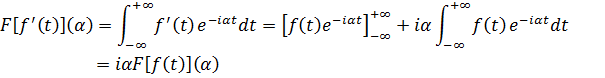 F[f′(t)](α) = ∫_{−∞}^{+∞} f′(t) e^{−iαt}dt = [f(t)e^{−iαt}]_{−∞}^{+∞} + iα ∫_{−∞}^{+∞} f(t) e^{−iαt}dt
= iαF[f(t)](α)